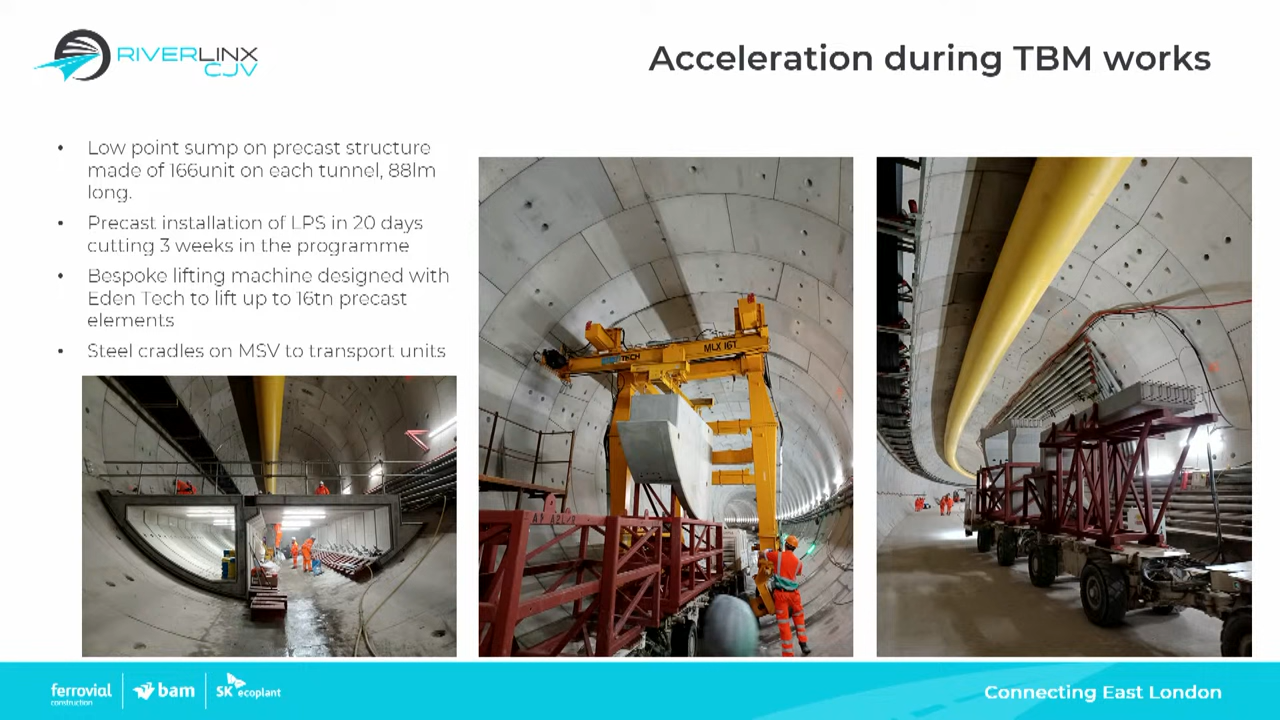 RIVERLINX
CJV
Acceleration during TBM works
• Low point sump on precast structure
made of 166unit on each tunnel, 88lm
long.
• Precast installation of LPS in 20 days
cutting 3 weeks in the programme
• Bespoke lifting machine designed with
Eden Tech to lift up to 16tn precast
elements
• Steel cradles on MSV to transport units
TECH
MLX 16T
ferrovial
construction
bam
SK ecoplant
Connecting East London